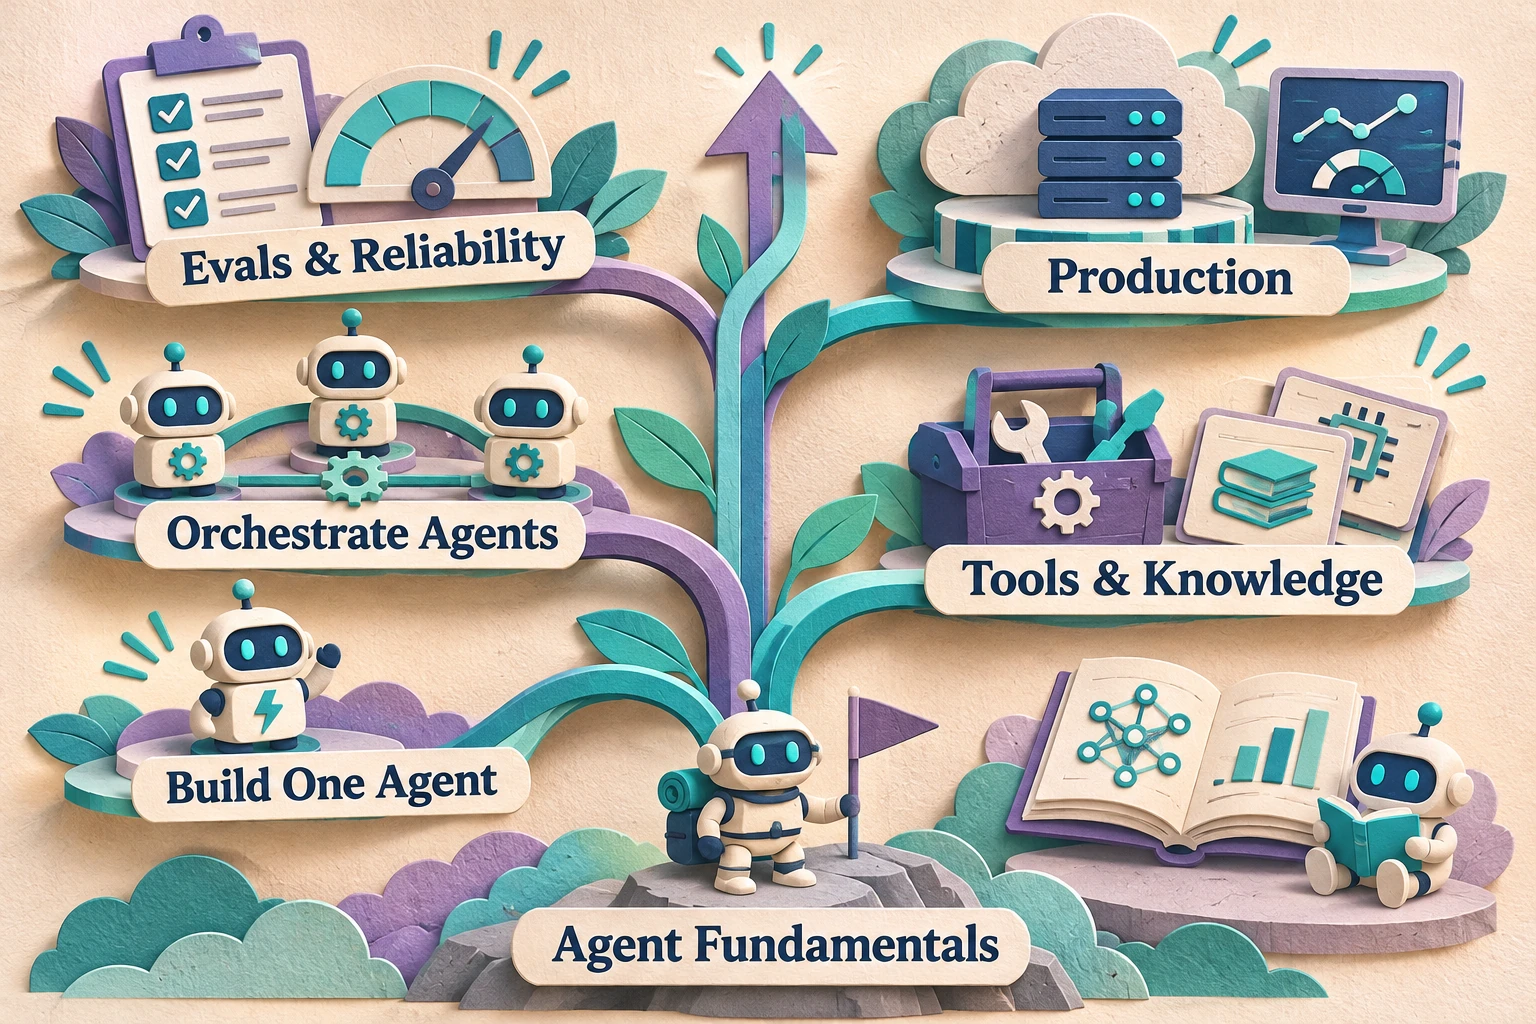 Evals & Reliability
Production
Orchestrate Agents
Tools & Knowledge
Build One Agent
Agent Fundamentals